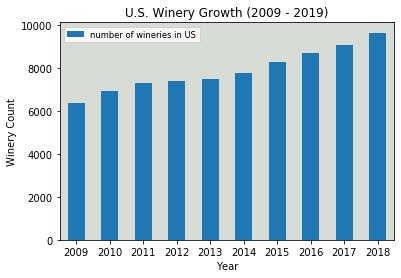 U.S. Winery Growth (2009 - 2019)
number of wineries in US
10000
8000
6000
4000
2000
0
Winery Count
2009 2010 2011 2012 2013 2014 2015 2016 2017 2018
Year